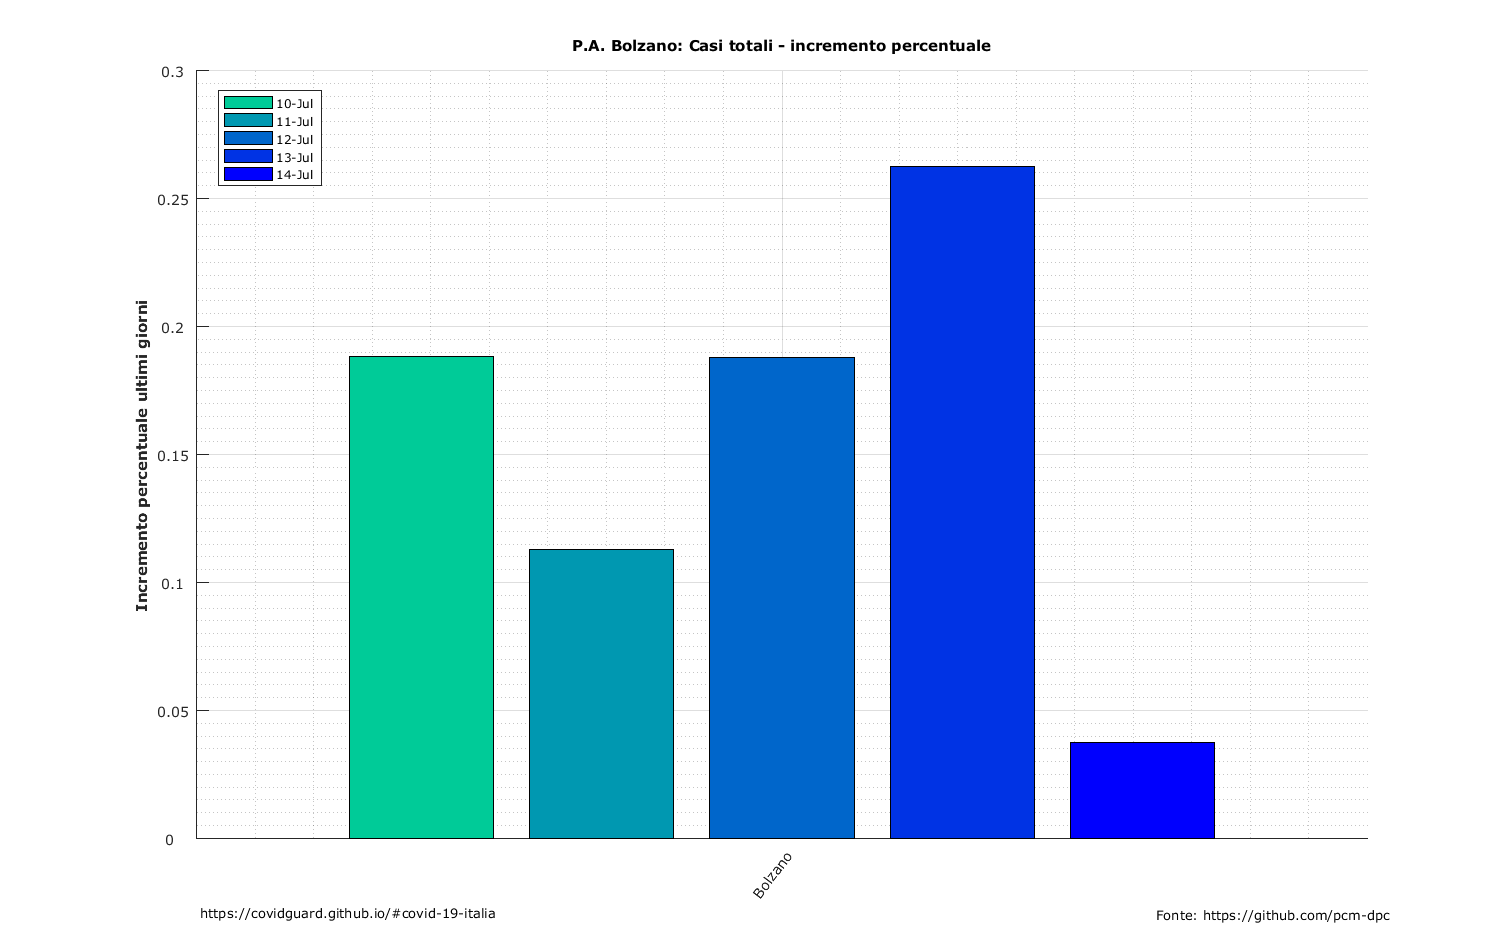 P.A. Bolzano: Casi totali - incremento percentuale
0.3
10-Jul
11-Jul
12-Jul
13-Jul
14-Jul
0.25
0.2
0.15
0.1
0.05
0
Incremento percentuale ultimi giorni
Bolzano
https://covidguard.github.io/#covid-19-italia
Fonte: https://github.com/pcm-dpc